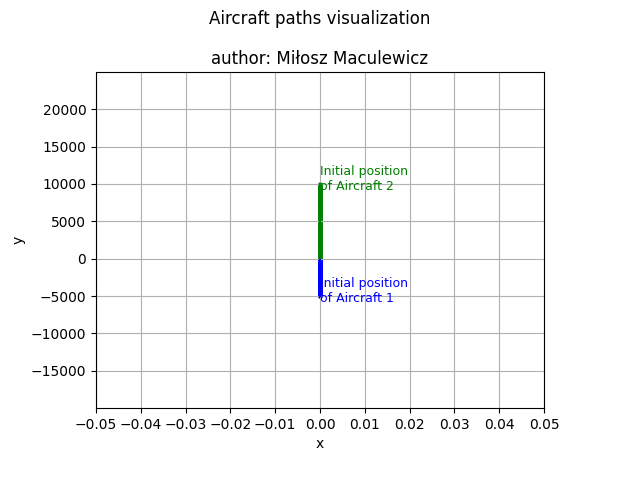 Aircraft paths visualization
author: Miłosz Maculewicz
20000
15000
10000
5000
0
−5000
−10000
−15000
y
Initial position
of Aircraft 2
Initial position
of Aircraft 1
−0.05 −0.04 −0.03 −0.02 −0.01 0.00 0.01 0.02 0.03 0.04 0.05
x